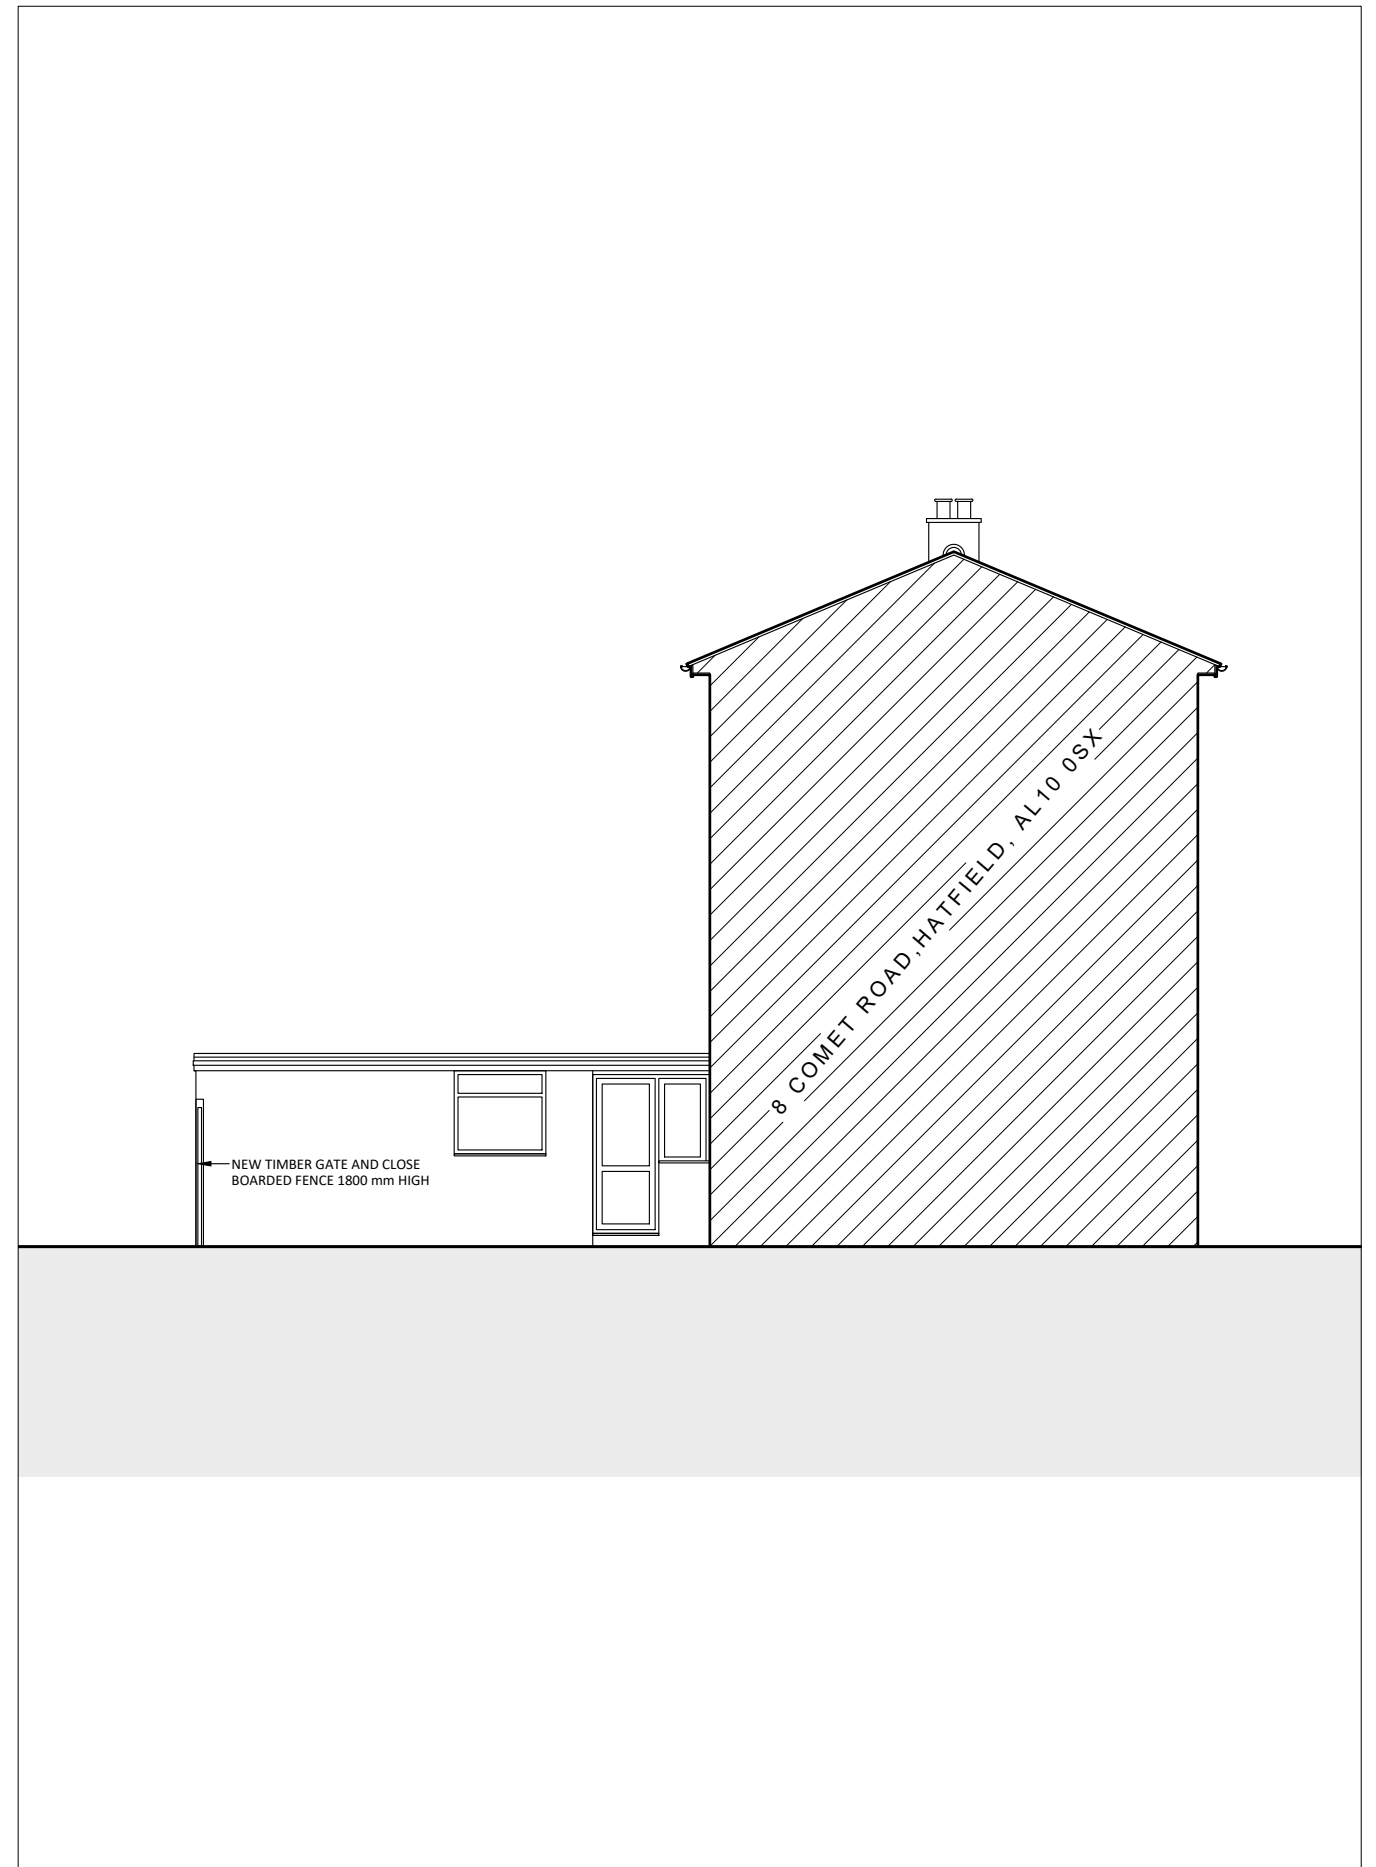 8 COMET ROAD,HATFIELD, AL10 0SX
NEW TIMBER GATE AND CLOSE
BOARDED FENCE 1800 mm HIGH